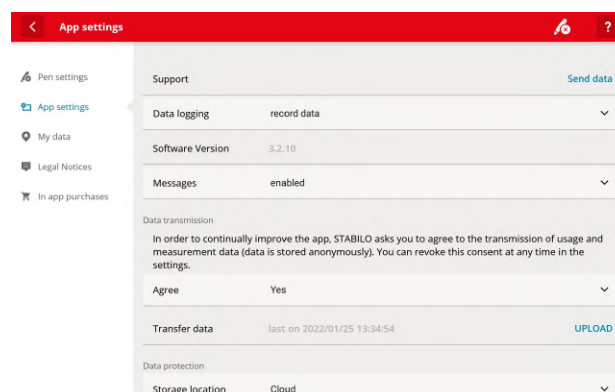 App settings
?
Pen settings
App settings
My data
Legal Notices
In app purchases
Support Send data
Data logging record data
Software Version 3.2.10
Messages enabled
Data transmission
In order to continually improve the app, STABILO asks you to agree to the transmission of usage and
measurement data (data is stored anonymously). You can revoke this consent at any time in the
settings.
Agree Yes
Transfer data last on 2022/01/25 13:34:54 UPLOAD
Data protection
Storage location Cloud